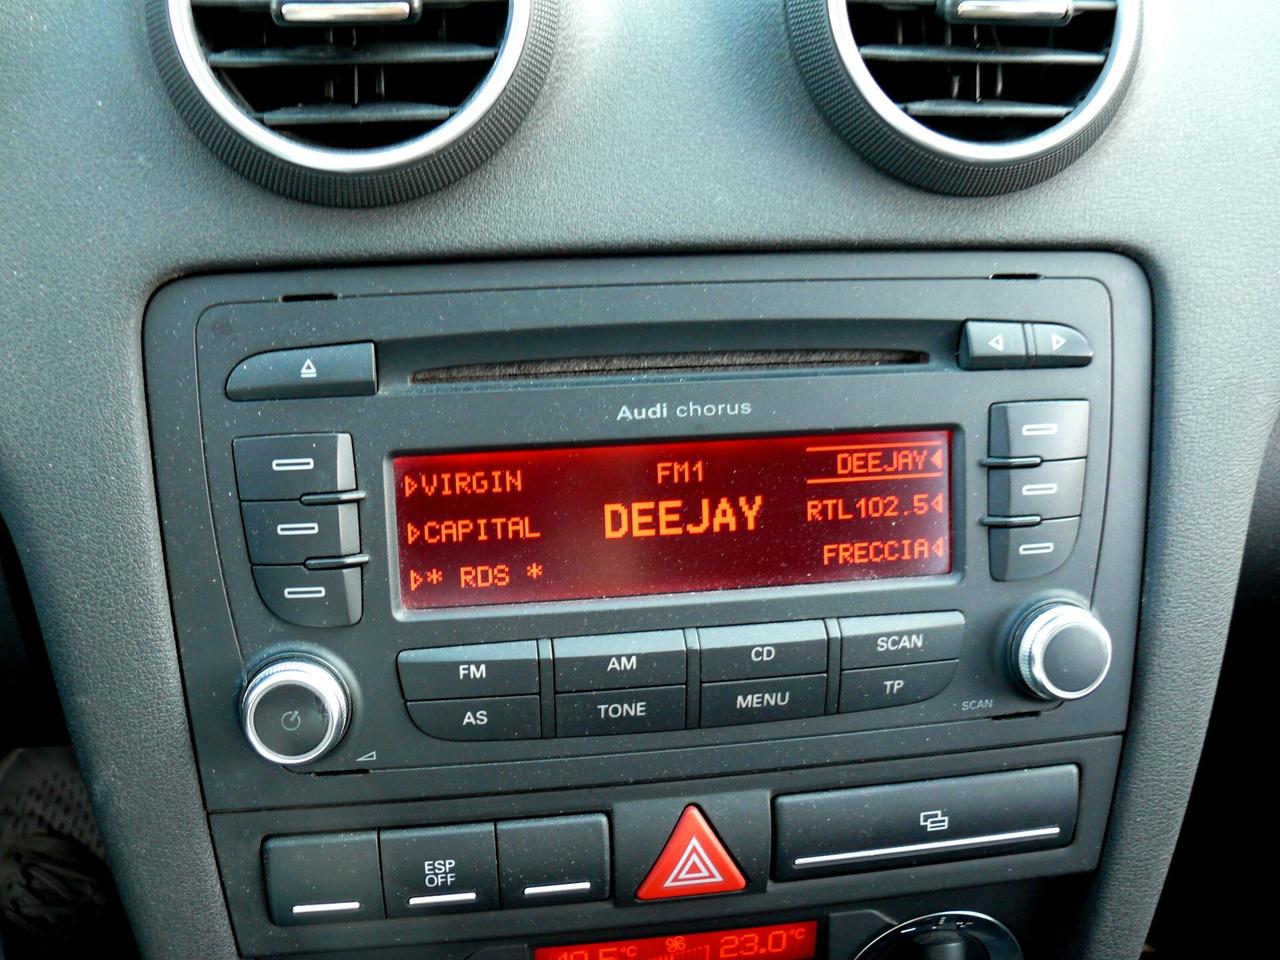 Audi chorus
VIRGIN FM1 DEEJAY
CAPITAL DEEJAY RTL102.5
* RDS * FRECCIA
FM AM CD SCAN
AS TONE MENU TP
SCAN
ESP
OFF
23.0°C